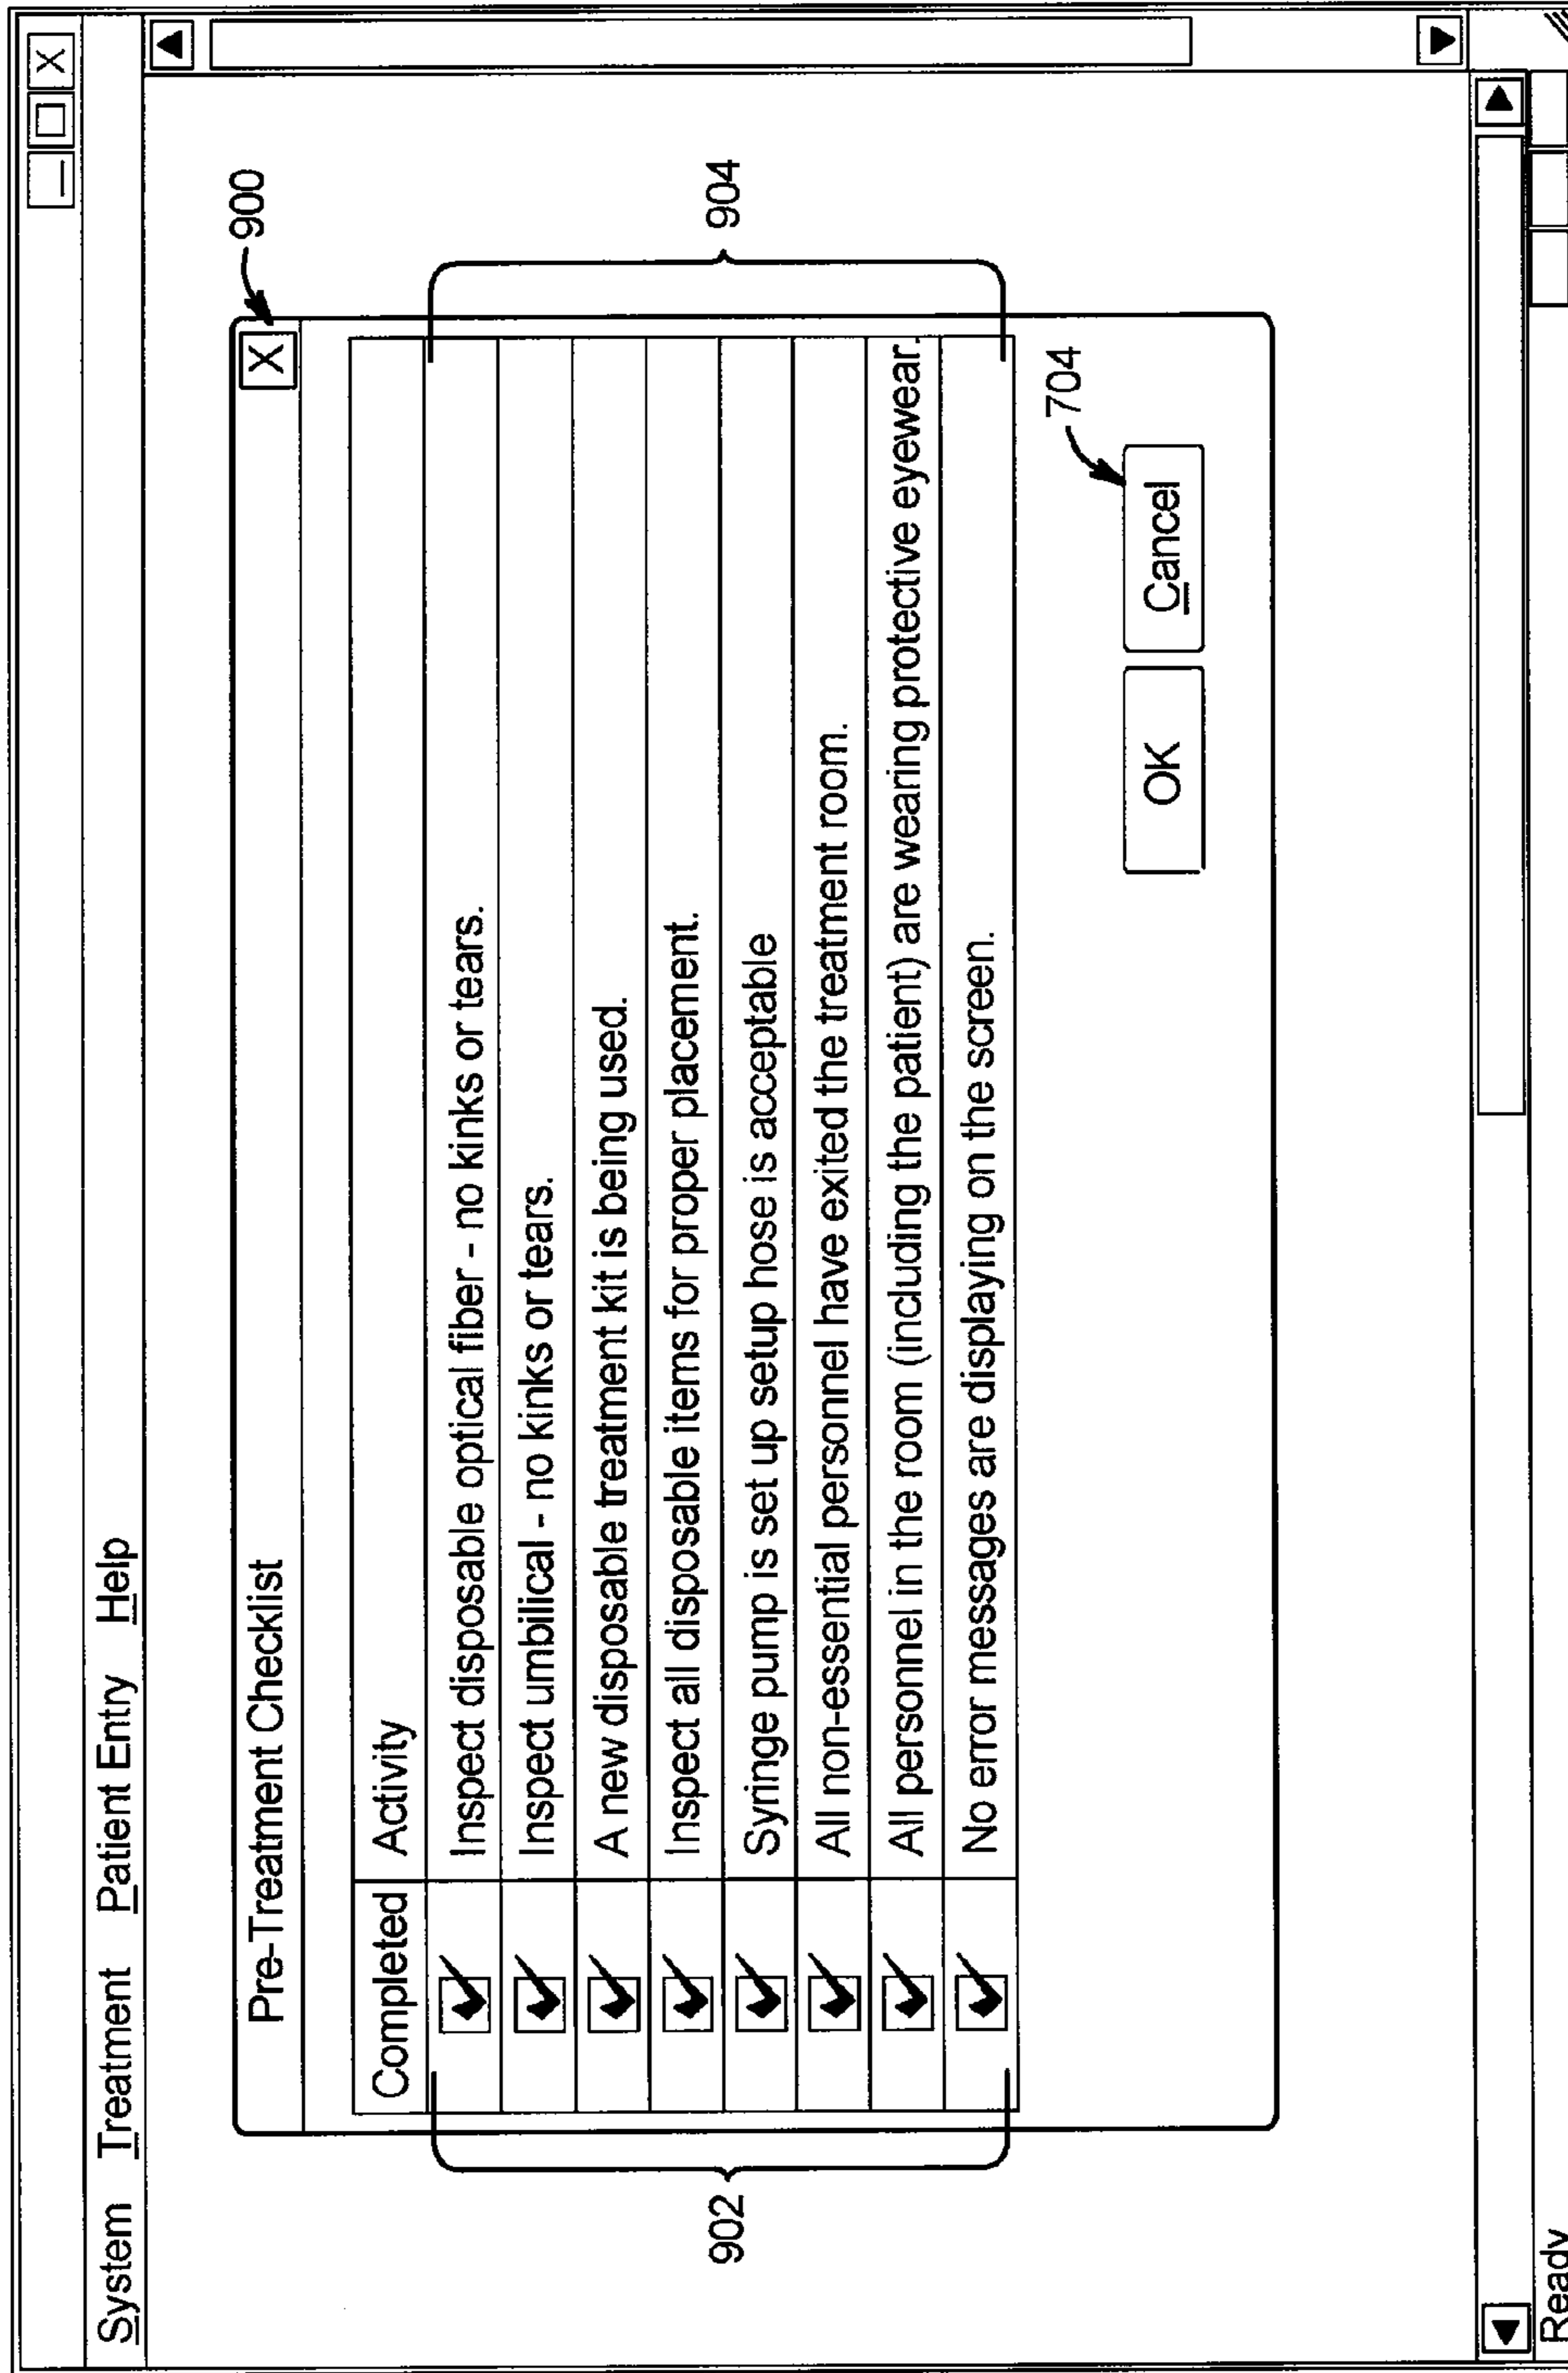 X
System Treatment Patient Entry Help
900
Pre-Treatment Checklist
X
Completed Activity
Inspect disposable optical fiber - no kinks or tears.
Inspect umbilical - no kinks or tears.
A new disposable treatment kit is being used.
Inspect all disposable items for proper placement.
Syringe pump is set up setup hose is acceptable
All non-essential personnel have exited the treatment room.
All personnel in the room (including the patient) are wearing protective eyewear.
No error messages are displaying on the screen.
902
904
704
OK Cancel
Ready